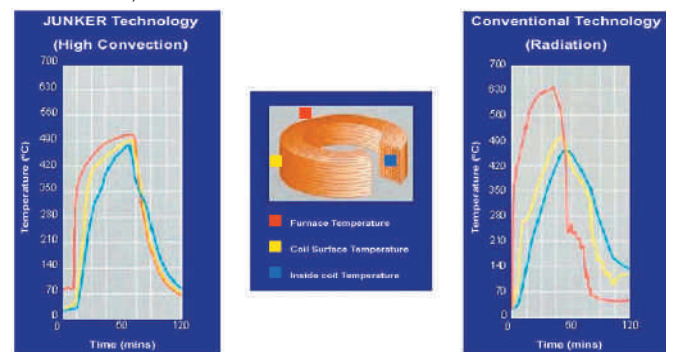 JUNKER Technology
(High Convection)
700
630
560
490
420
350
280
210
140
70
0
Temperature (ºC)
0
60
120
Time (mins)
Furnace Temperature
Coil Surface Temperature
Inside coil Temperature
Conventional Technology
(Radiation)
700
630
560
490
420
350
280
210
140
70
0
Temperature (ºC)
0
60
120
Time (mins)